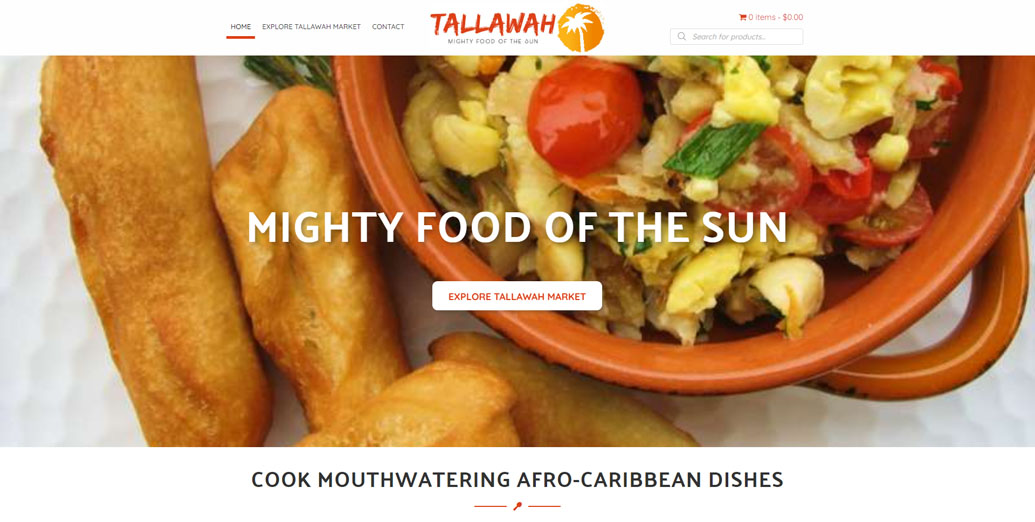 HOME EXPLORE TALLAWAH MARKET CONTACT
TALLAWAH
MIGHTY FOOD OF THE SUN
0 items - $0.00
Search for products...
MIGHTY FOOD OF THE SUN
EXPLORE TALLAWAH MARKET
COOK MOUTHWATERING AFRO-CARIBBEAN DISHES